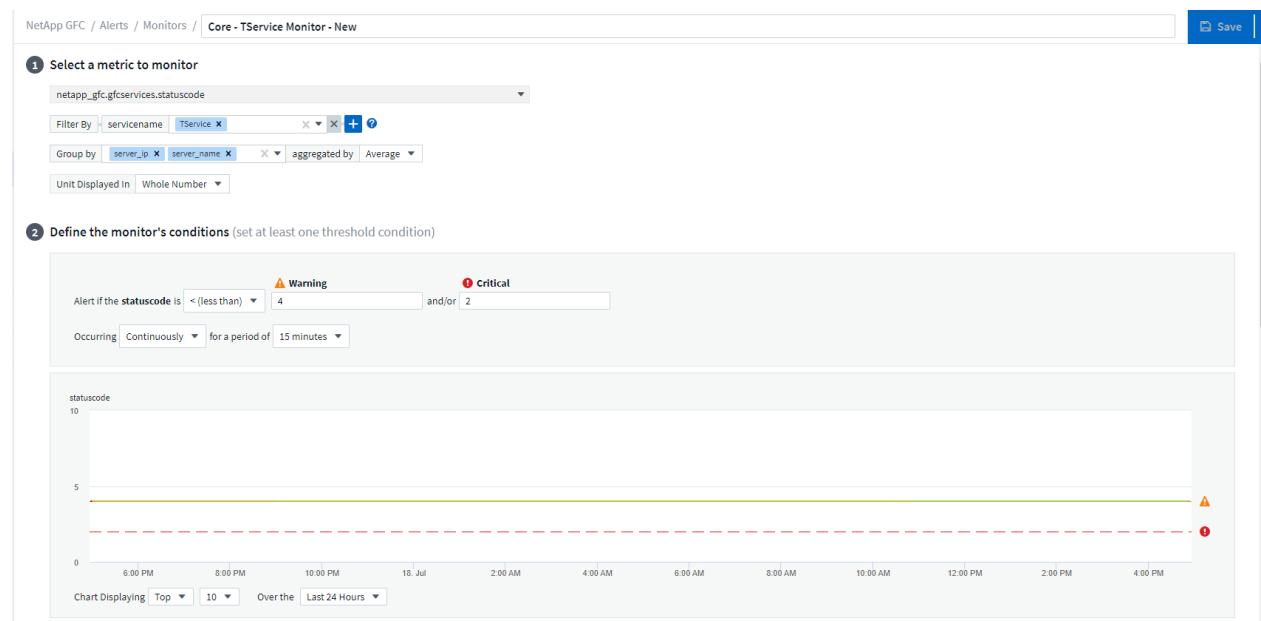 NetApp GFC / Alerts / Monitors / Core - TService Monitor - New Save
1 Select a metric to monitor
netapp_gfc.gfcservices.statuscode
Filter By servicename TService x
Group by server_ip x server_name x aggregated by Average
Unit Displayed In Whole Number
2 Define the monitor's conditions (set at least one threshold condition)
Warning Critical
Alert if the statuscode is < (less than) 4 and/or 2
Occurring Continuously for a period of 15 minutes
statuscode
10
5
0
6:00 PM 8:00 PM 10:00 PM 18. Jul 2:00 AM 4:00 AM 6:00 AM 8:00 AM 10:00 AM 12:00 PM 2:00 PM 4:00 PM
Chart Displaying Top 10 Over the Last 24 Hours